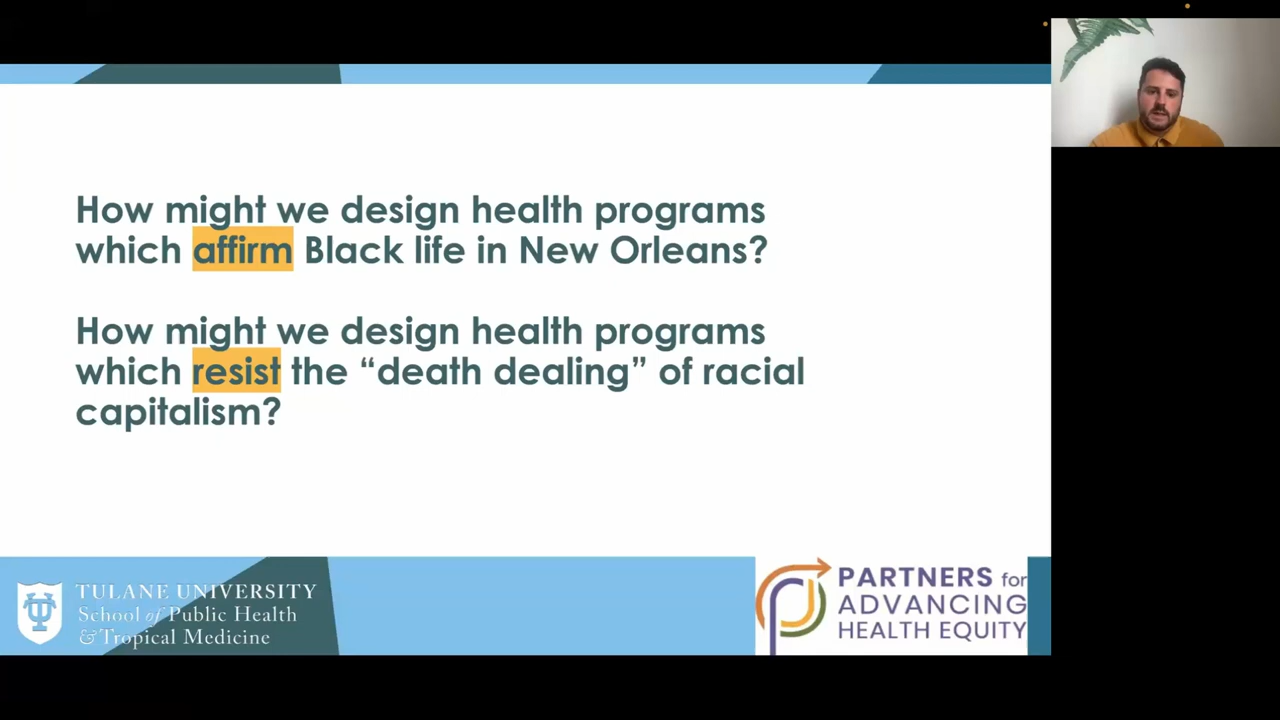 How might we design health programs
which affirm Black life in New Orleans?
How might we design health programs
which resist the “death dealing” of racial
capitalism?
TULANE UNIVERSITY
School of Public Health
& Tropical Medicine
PARTNERS for
ADVANCING
HEALTH EQUITY